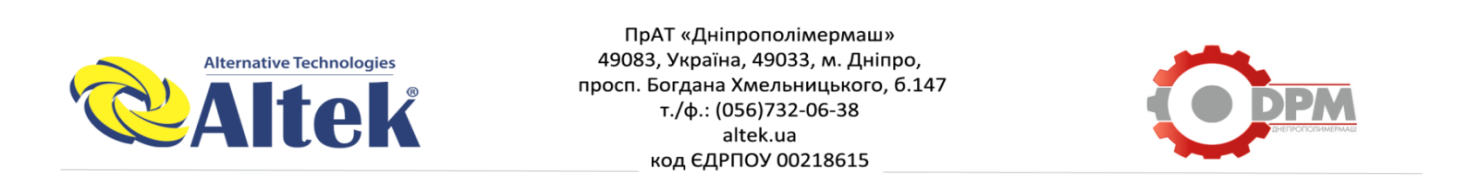 Alternative Technologies
Altek®
ПрАТ «Дніпрополімермаш»
49083, Україна, 49033, м. Дніпро,
просп. Богдана Хмельницького, б.147
т./ф.: (056)732-06-38
altek.ua
код ЄДРПОУ 00218615
DPM
ДНЕПРОПОЛИМЕРМАШ